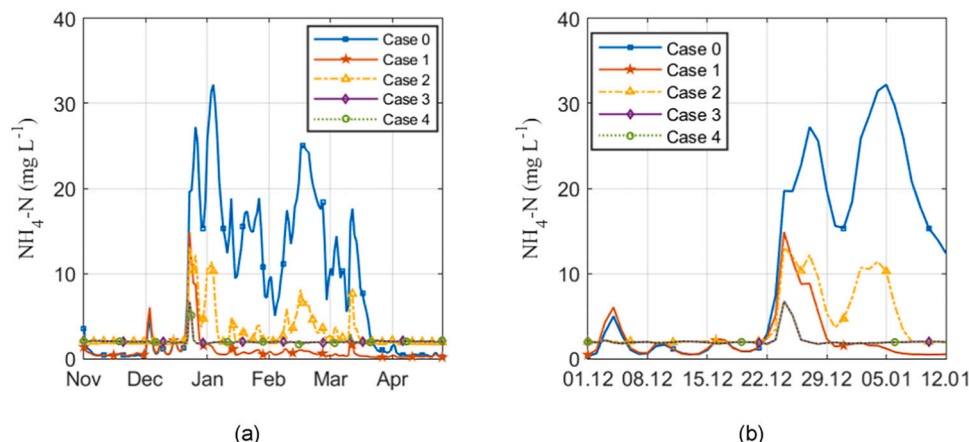 40
30
20
10
0
NH4-N (mg L-1)
Nov Dec Jan Feb Mar Apr
Case 0
Case 1
Case 2
Case 3
Case 4
(a)
40
30
20
10
0
NH4-N (mg L-1)
01.12 08.12 15.12 22.12 29.12 05.01 12.01
Case 0
Case 1
Case 2
Case 3
Case 4
(b)